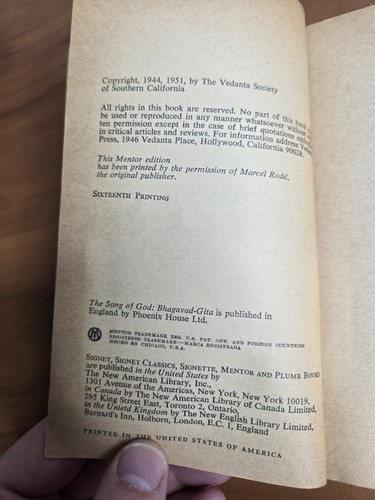 Copyright, 1944, 1951, by The Vedanta Society
of Southern California
All rights in this book are reserved. No part of this book
be used or reproduced in any manner whatsoever without
ten permission except in the case of brief quotations
in critical articles and reviews. For information address
Press, 1946 Vedanta Place, Hollywood, California 90028.
This Mentor edition
has been printed by the permission of Marcel Rodd,
the original publisher.
SIXTEENTH PRINTING
The Song of God: Bhagavad-Gita is published in
England by Phoenix House Ltd.
MENTOR TRADEMARK REG. U.S. PAT. OFF. AND FOREIGN COUNTRIES
REGISTERED TRADEMARK—MARCA REGISTRADA
HECHO EN CHICAGO, U.S.A.
SIGNET, SIGNET CLASSICS, SIGNETTE, MENTOR AND PLUME BOOKS
are published in the United States by
The New American Library, Inc.,
1301 Avenue of the Americas, New York, New York 10019,
in Canada by The New American Library of Canada Limited,
295 King Street East, Toronto 2, Ontario,
in the United Kingdom by The New English Library Limited,
Barnard's Inn, Holborn, London, E.C. 1, England
PRINTED IN THE UNITED STATES OF AMERICA